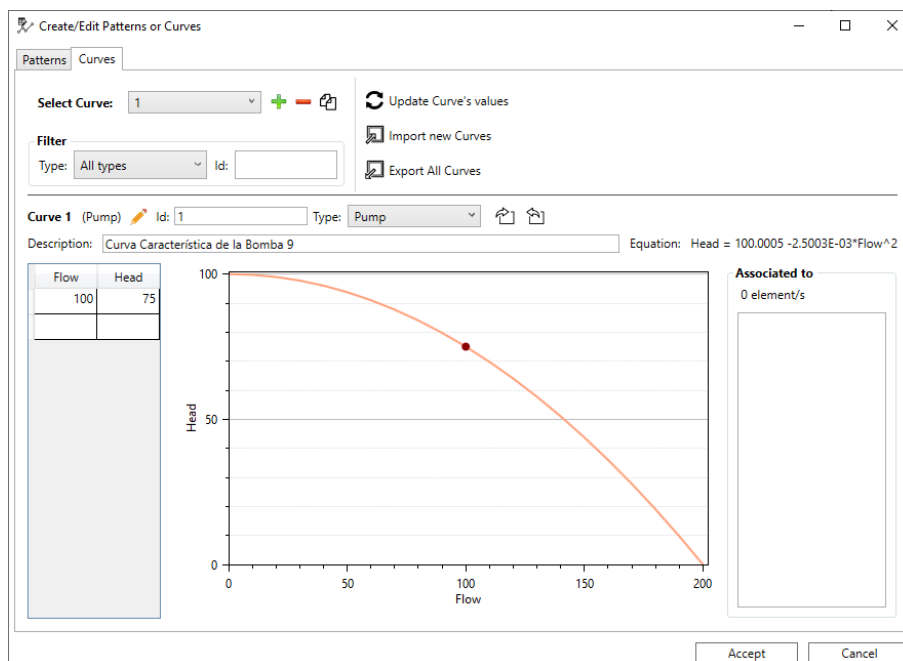 Create/Edit Patterns or Curves
Patterns Curves
Select Curve: 1
Update Curve's values
Import new Curves
Export All Curves
Filter
Type: All types Id:
Curve 1 (Pump) Id: 1 Type: Pump
Description: Curva Característica de la Bomba 9 Equation: Head = 100.0005 -2.5003E-03*Flow^2
Flow Head
100 75
100
50
0
Head
0 50 100 150 200
Flow
Associated to
0 element/s
Accept Cancel